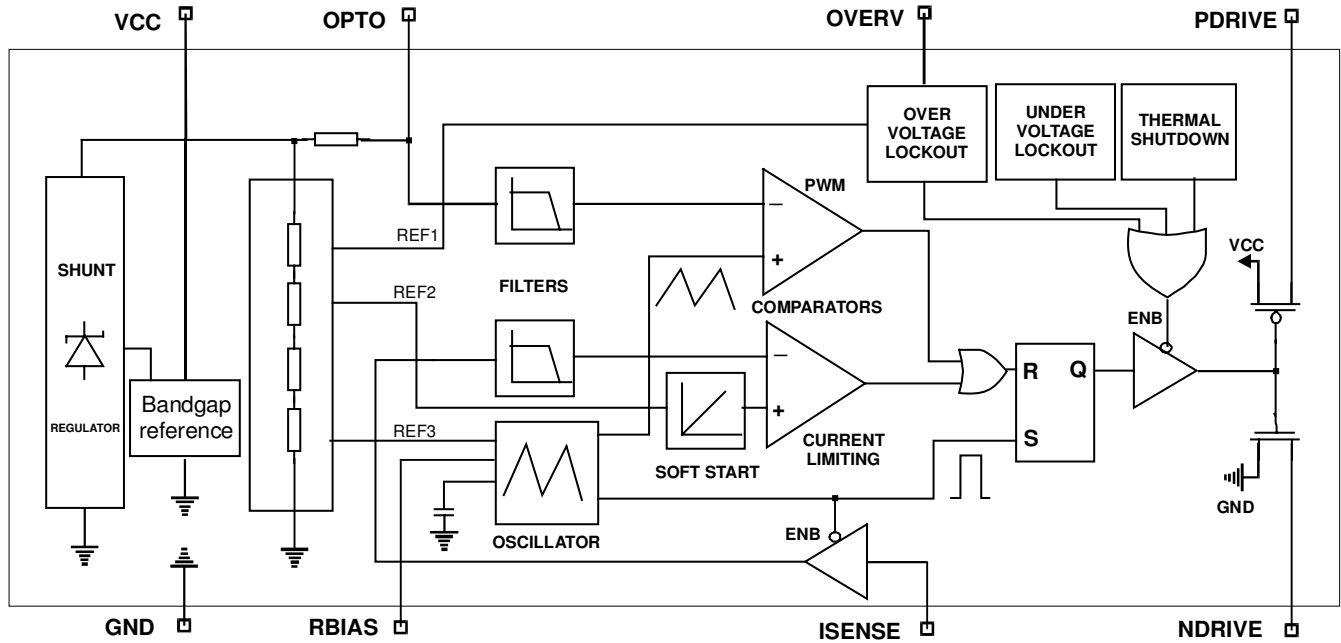 VCC
OPTO
OVERV
PDRIVE
OVER
VOLTAGE
LOCKOUT
UNDER
VOLTAGE
LOCKOUT
THERMAL
SHUTDOWN
PWM
−
+
REF1
VCC
SHUNT
FILTERS
REF2
COMPARATORS
ENB
−
+
R
Q
S
Bandgap
reference
REGULATOR
REF3
CURRENT
LIMITING
SOFT START
GND
ENB
OSCILLATOR
GND
RBIAS
ISENSE
NDRIVE